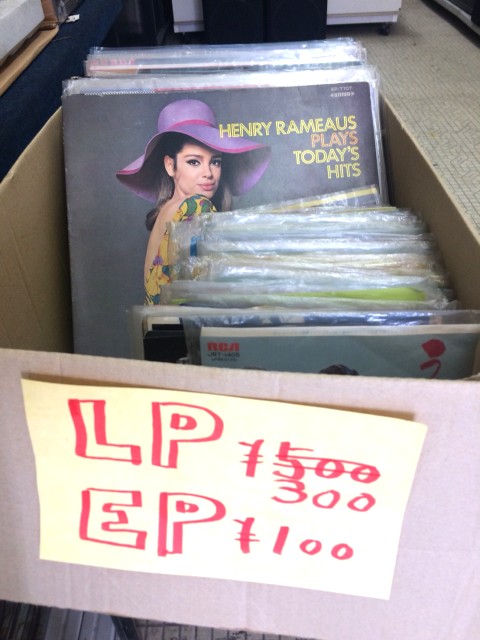 HENRY RAMEAUS
PLAYS
TODAY'S
HITS
RCA
LP ¥500
300
EP ¥100